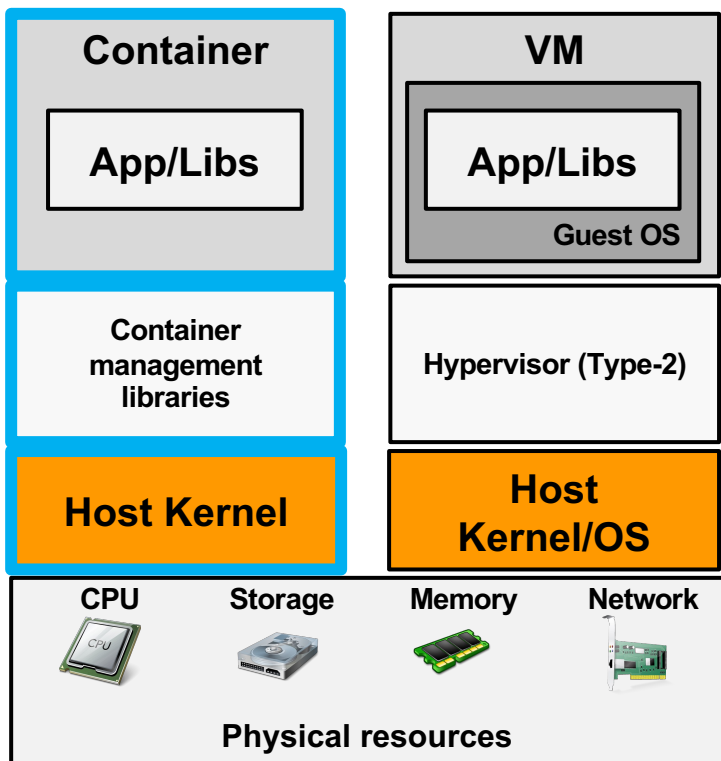 Container
App/Libs
Container
management
libraries
Host Kernel
VM
App/Libs
Guest OS
Hypervisor (Type-2)
Host
Kernel/OS
CPU
Storage
Memory
Network
CPU
Physical resources